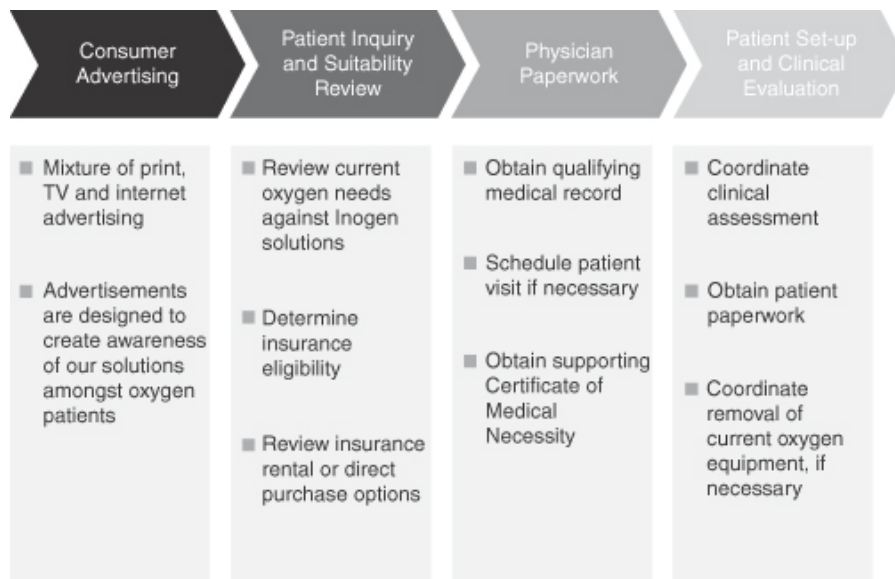 Consumer
Advertising
Patient Inquiry
and Suitability
Review
Physician
Paperwork
Patient Set-up
and Clinical
Evaluation
Mixture of print,
TV and internet
advertising
Advertisements
are designed to
create awareness
of our solutions
amongst oxygen
patients
Review current
oxygen needs
against Inogen
solutions
Determine
insurance
eligibility
Review insurance
rental or direct
purchase options
Obtain qualifying
medical record
Schedule patient
visit if necessary
Obtain supporting
Certificate of
Medical
Necessity
Coordinate
clinical
assessment
Obtain patient
paperwork
Coordinate
removal of
current oxygen
equipment, if
necessary